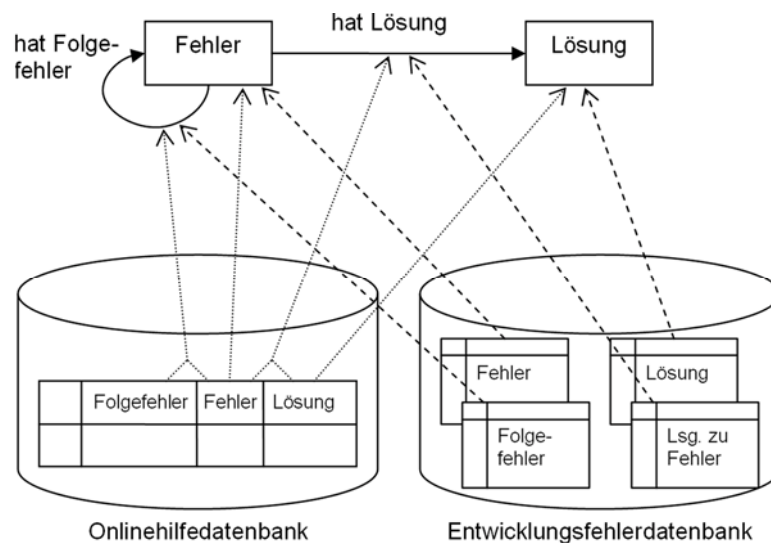 hat Lösung
hat Folge-
fehler
Fehler
Lösung
Folgefehler Fehler Lösung
Fehler
Lösung
Folge-
fehler
Lsg. zu
Fehler
Onlinehilfedatenbank
Entwicklungsfehlerdatenbank